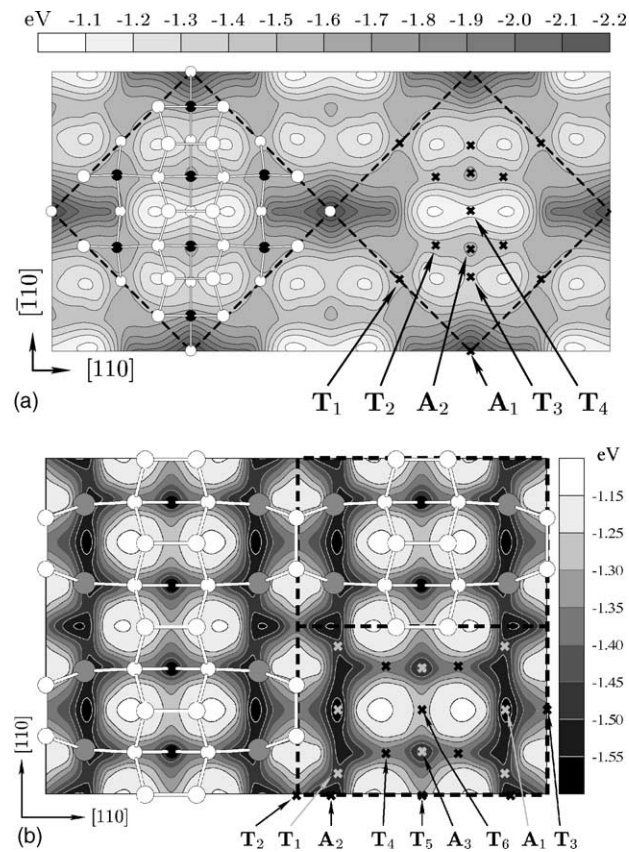 eV -1.1 -1.2 -1.3 -1.4 -1.5 -1.6 -1.7 -1.8 -1.9 -2.0 -2.1 -2.2
[1̅10]
[110]
(a)
T₁ T₂ A₂ A₁ T₃ T₄
eV
-1.15
-1.25
-1.30
-1.35
-1.40
-1.45
-1.50
-1.55
[110]
[110]
(b)
T₂ T₁ A₂ T₄ T₅ A₃ T₆ A₁ T₃